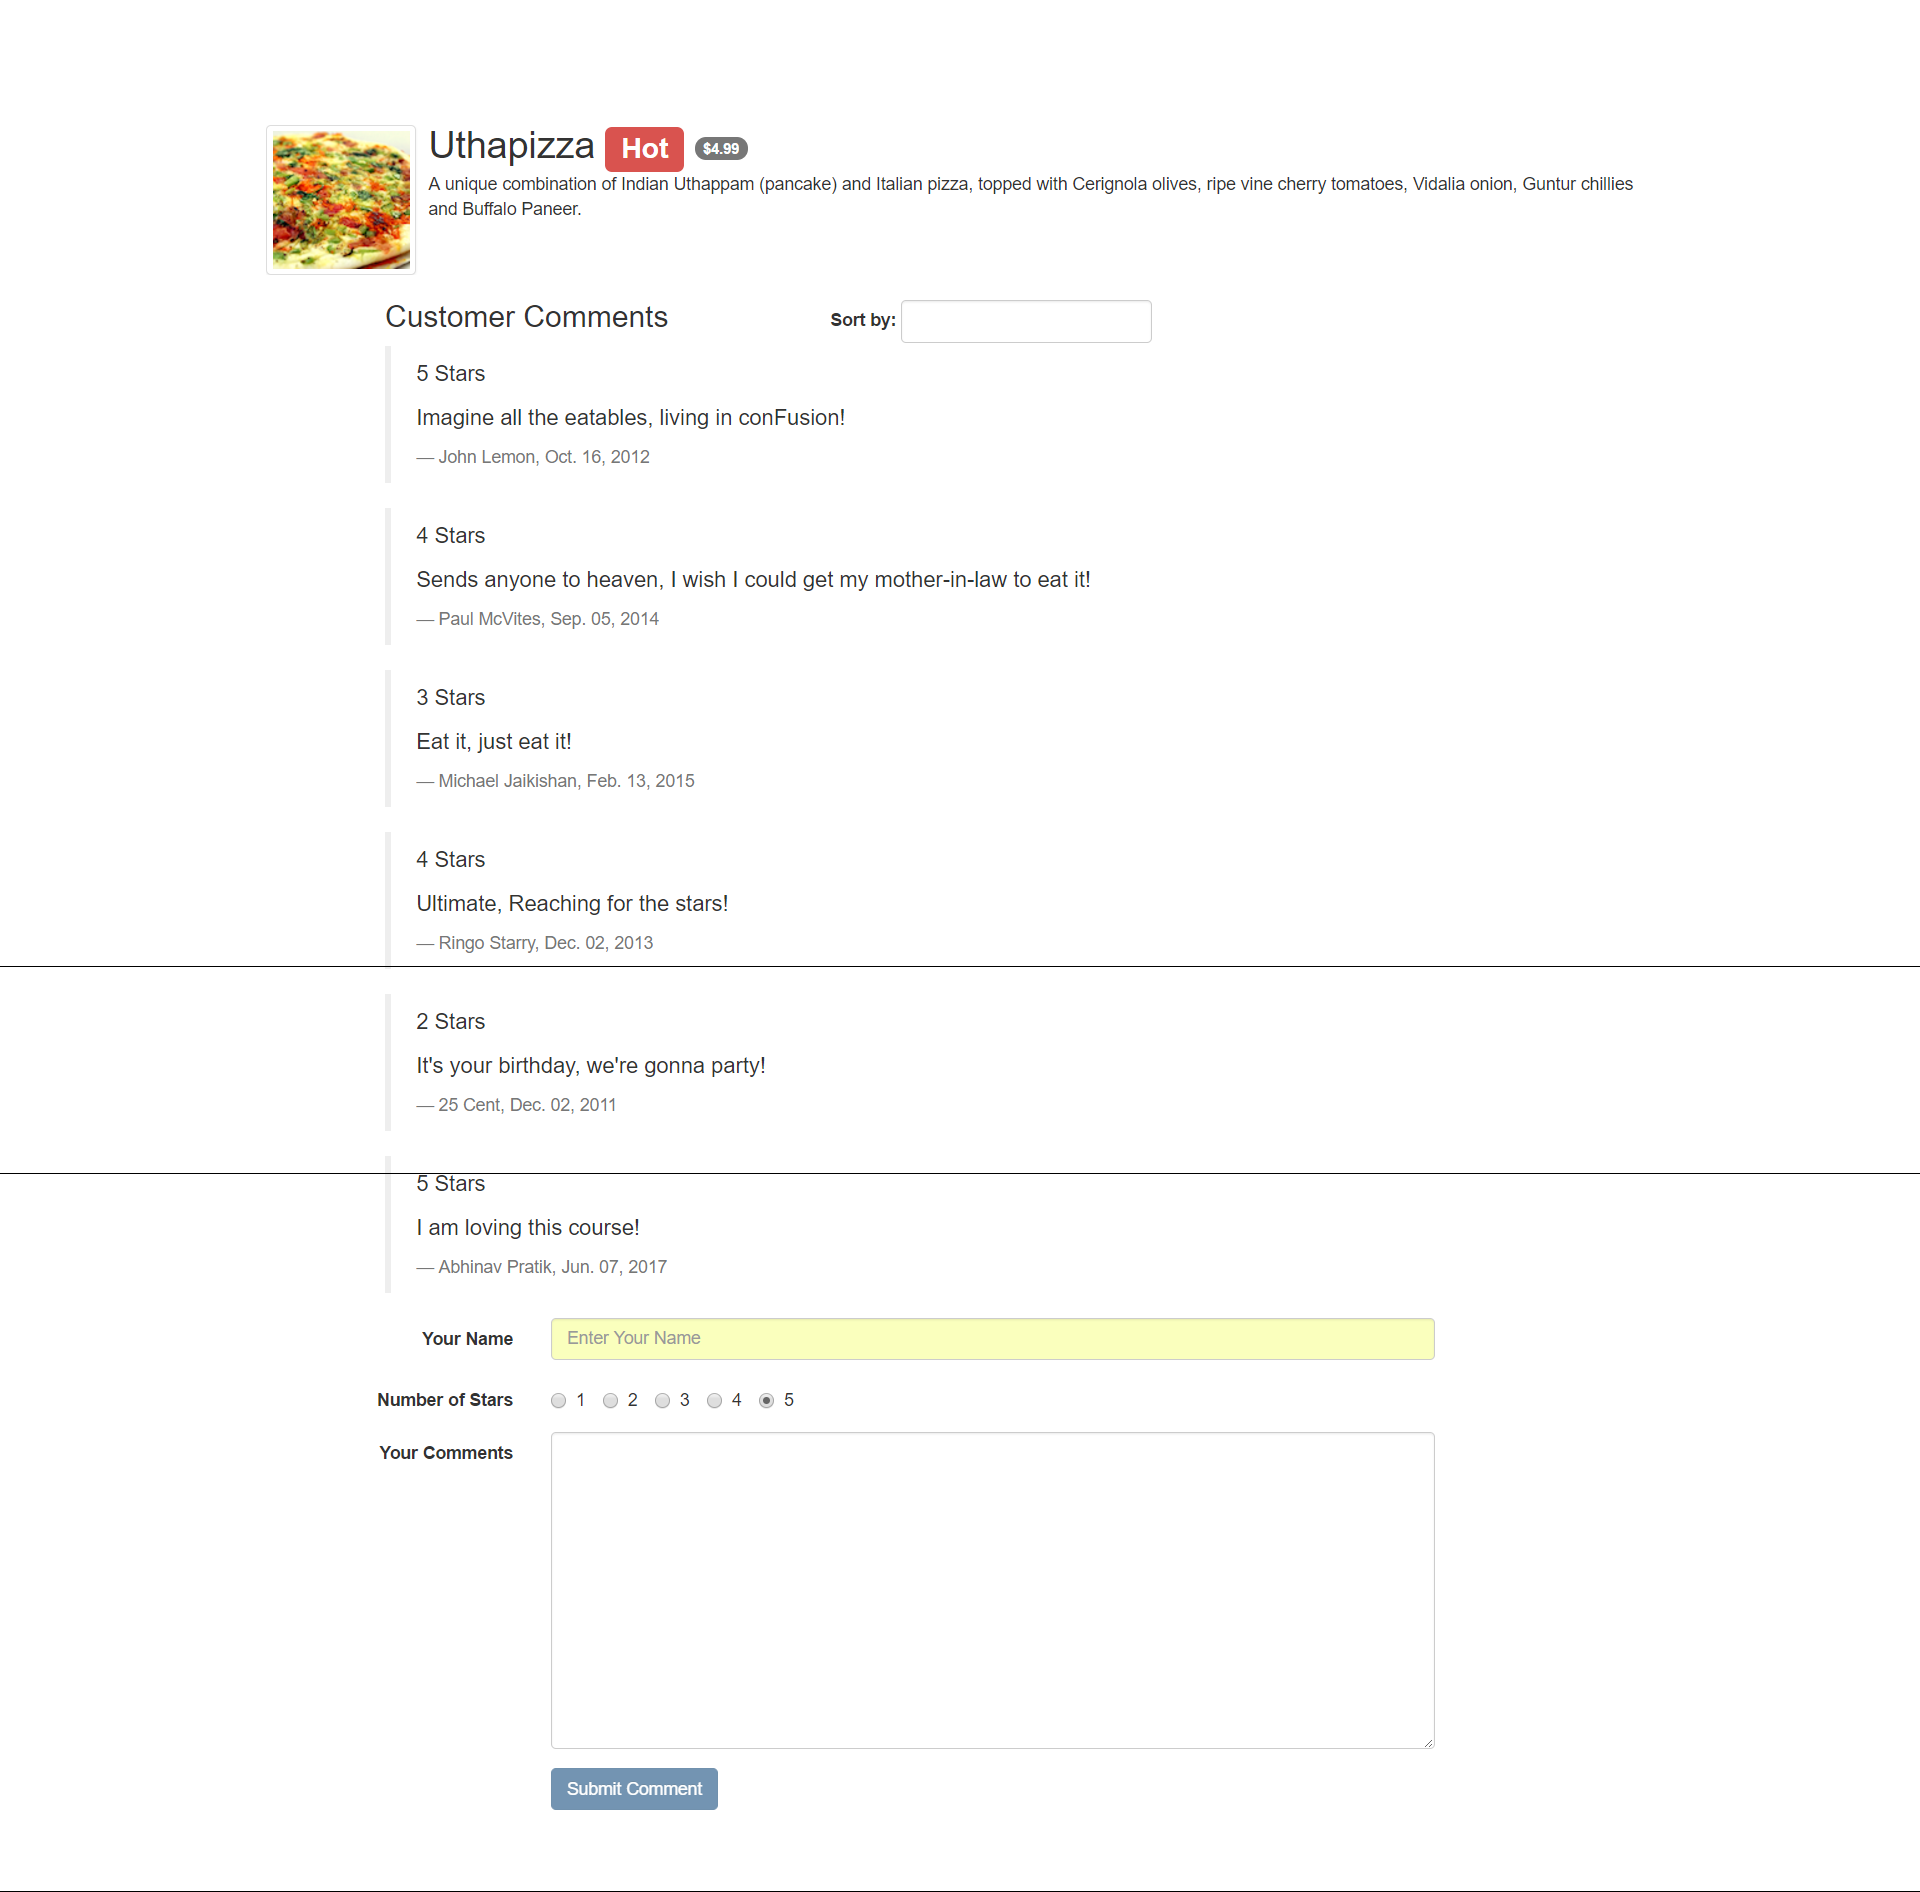 Uthapizza Hot $4.99
A unique combination of Indian Uthappam (pancake) and Italian pizza, topped with Cerignola olives, ripe vine cherry tomatoes, Vidalia onion, Guntur chillies
and Buffalo Paneer.
Customer Comments Sort by:
5 Stars
Imagine all the eatables, living in conFusion!
— John Lemon, Oct. 16, 2012
4 Stars
Sends anyone to heaven, I wish I could get my mother-in-law to eat it!
— Paul McVites, Sep. 05, 2014
3 Stars
Eat it, just eat it!
— Michael Jaikishan, Feb. 13, 2015
4 Stars
Ultimate, Reaching for the stars!
— Ringo Starry, Dec. 02, 2013
2 Stars
It's your birthday, we're gonna party!
— 25 Cent, Dec. 02, 2011
5 Stars
I am loving this course!
— Abhinav Pratik, Jun. 07, 2017
Your Name Enter Your Name
Number of Stars 1 2 3 4 5
Your Comments
Submit Comment